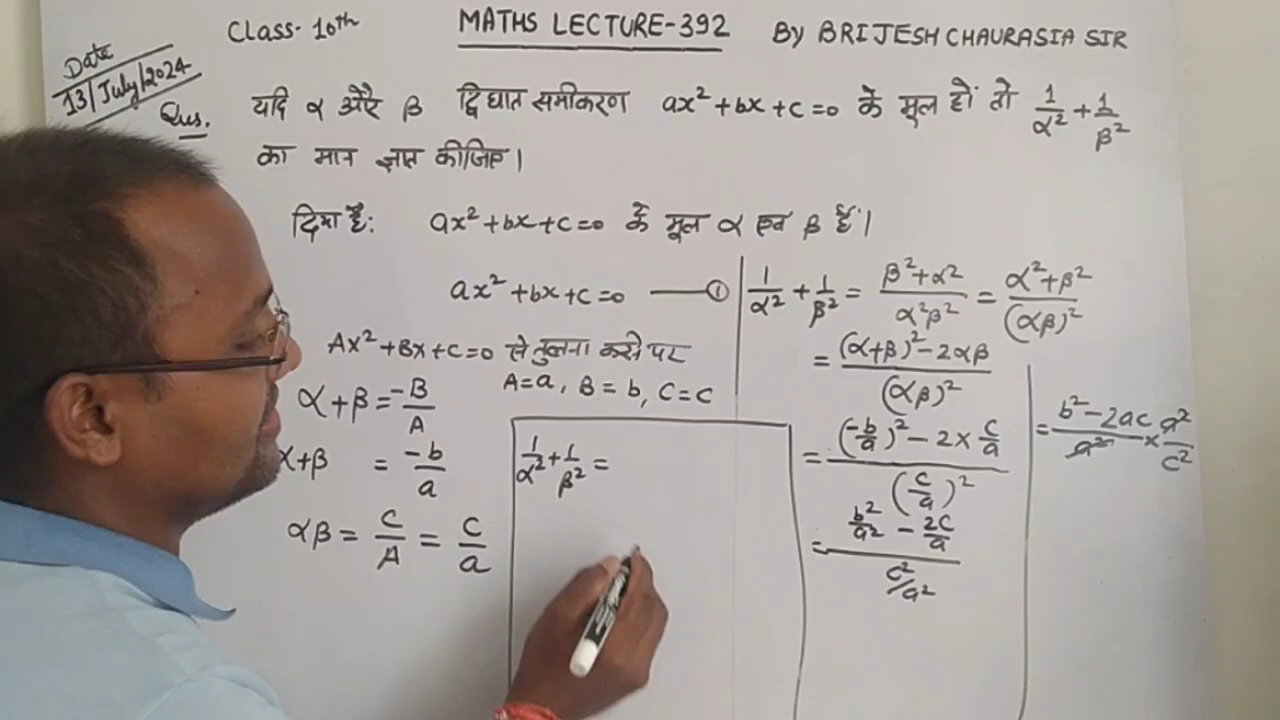 Class- 10th
MATHS LECTURE-392
By BRIJESH CHAURASIA SIR
Date
13/July/2024
Qus.
यदि α और β द्विघात समीकरण ax²+bx+c=0 के मूल हों तो 1/α² + 1/β²
का मान ज्ञात कीजिए।
दिया है: ax²+bx+c=0 के मूल α एवं β हैं।
ax²+bx+c=0 ——①
Ax²+Bx+C=0 से तुलना करने पर
A=a, B=b, C=c
α+β = -B/A
α+β = -b/a
αβ = C/A = c/a
1/α² + 1/β² =
1/α² + 1/β² = β²+α²/α²β² = α²+β²/(αβ)²
= (α+β)²-2αβ/(αβ)²
= (-b/a)² - 2× c/a / (c/a)²
= b²/a² - 2c/a / c²/a²
= b²-2ac/a² × a²/c²